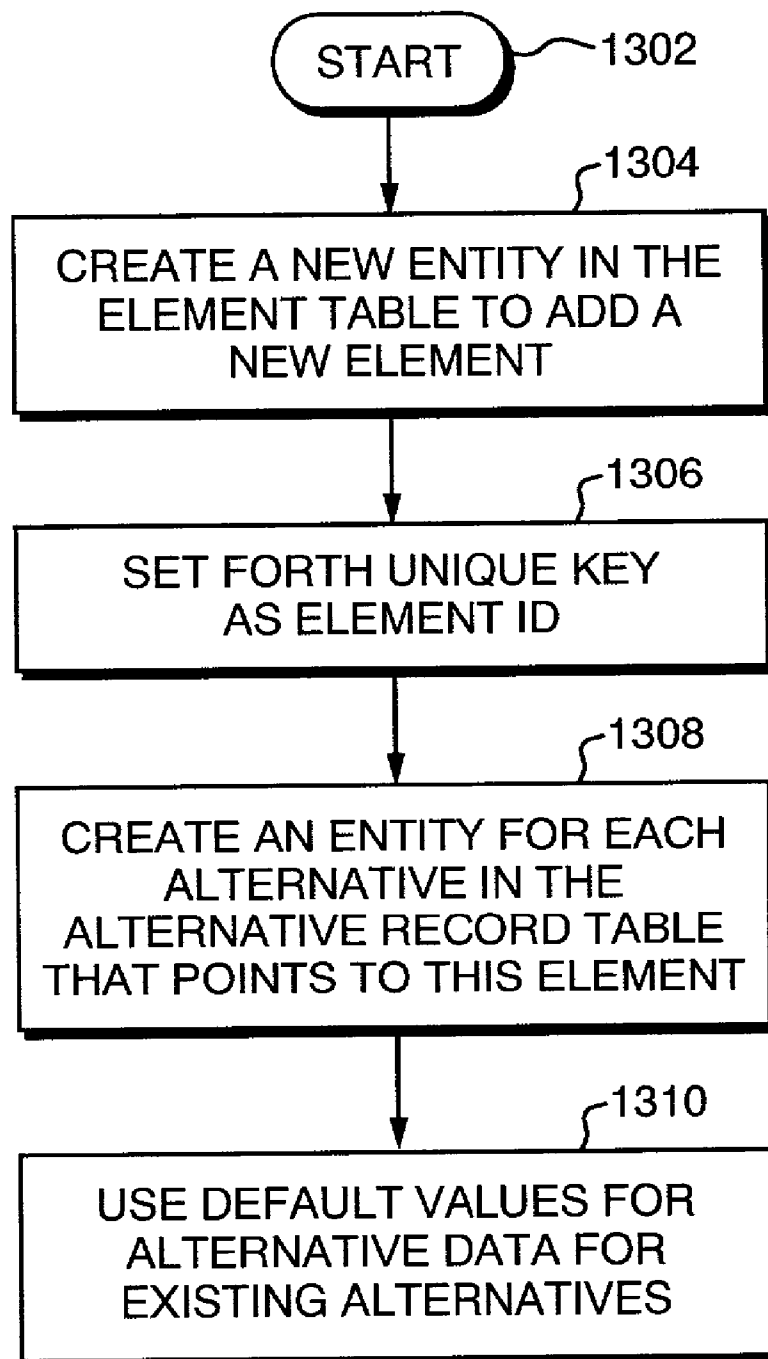 START
1302
1304
CREATE A NEW ENTITY IN THE
ELEMENT TABLE TO ADD A
NEW ELEMENT
1306
SET FORTH UNIQUE KEY
AS ELEMENT ID
1308
CREATE AN ENTITY FOR EACH
ALTERNATIVE IN THE
ALTERNATIVE RECORD TABLE
THAT POINTS TO THIS ELEMENT
1310
USE DEFAULT VALUES FOR
ALTERNATIVE DATA FOR
EXISTING ALTERNATIVES